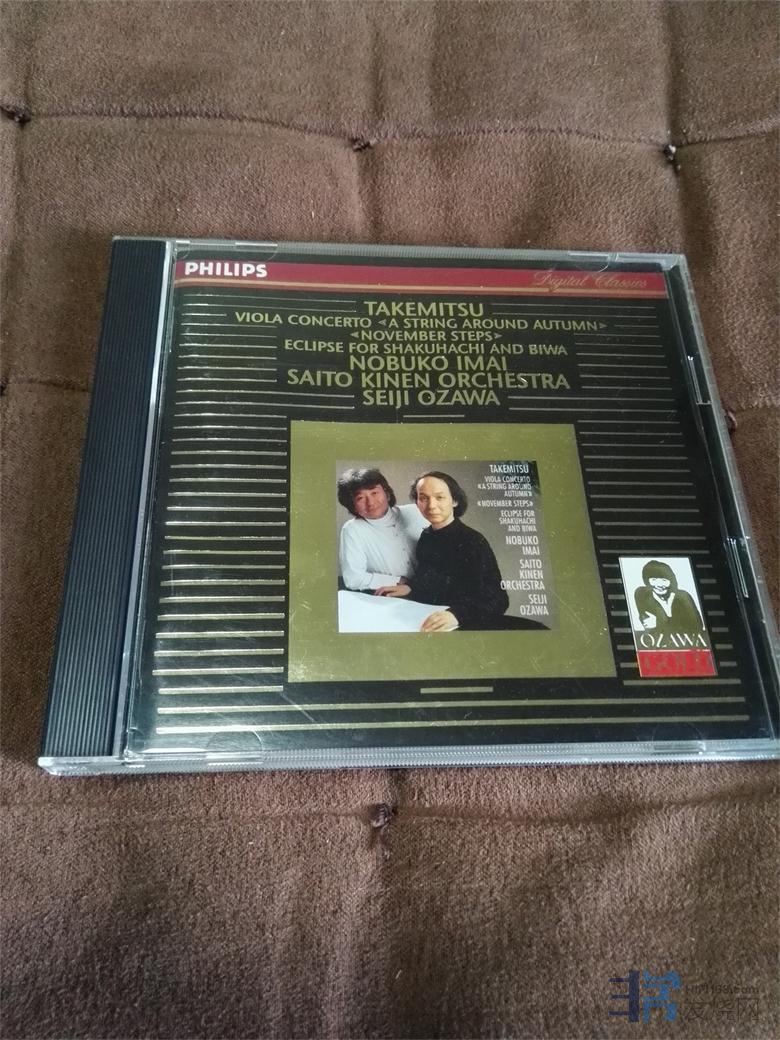 PHILIPS
Digital Classics
TAKEMITSU
VIOLA CONCERTO «A STRING AROUND AUTUMN»
«NOVEMBER STEPS»
ECLIPSE FOR SHAKUHACHI AND BIWA
NOBUKO IMAI
SAITO KINEN ORCHESTRA
SEIJI OZAWA
TAKEMITSU
VIOLA CONCERTO
«A STRING AROUND
AUTUMN»
«NOVEMBER STEPS»
ECLIPSE FOR
SHAKUHACHI
AND BIWA
NOBUKO
IMAI
SAITO
KINEN
ORCHESTRA
SEIJI
OZAWA
OZAWA
GOLD